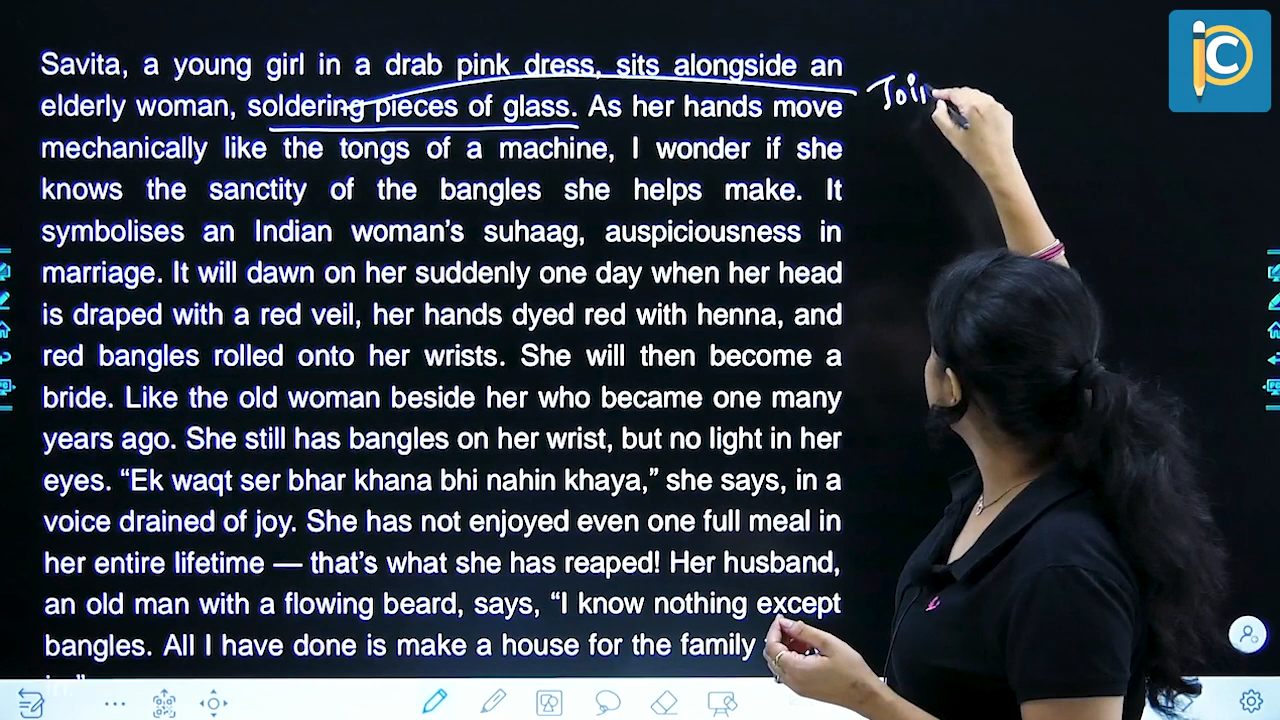 Savita, a young girl in a drab pink dress, sits alongside an
elderly woman, soldering pieces of glass. As her hands move
mechanically like the tongs of a machine, I wonder if she
knows the sanctity of the bangles she helps make. It
symbolises an Indian woman's suhaag, auspiciousness in
marriage. It will dawn on her suddenly one day when her head
is draped with a red veil, her hands dyed red with henna, and
red bangles rolled onto her wrists. She will then become a
bride. Like the old woman beside her who became one many
years ago. She still has bangles on her wrist, but no light in her
eyes. “Ek waqt ser bhar khana bhi nahin khaya,” she says, in a
voice drained of joy. She has not enjoyed even one full meal in
her entire lifetime — that's what she has reaped! Her husband,
an old man with a flowing beard, says, “I know nothing except
bangles. All I have done is make a house for the family
Join